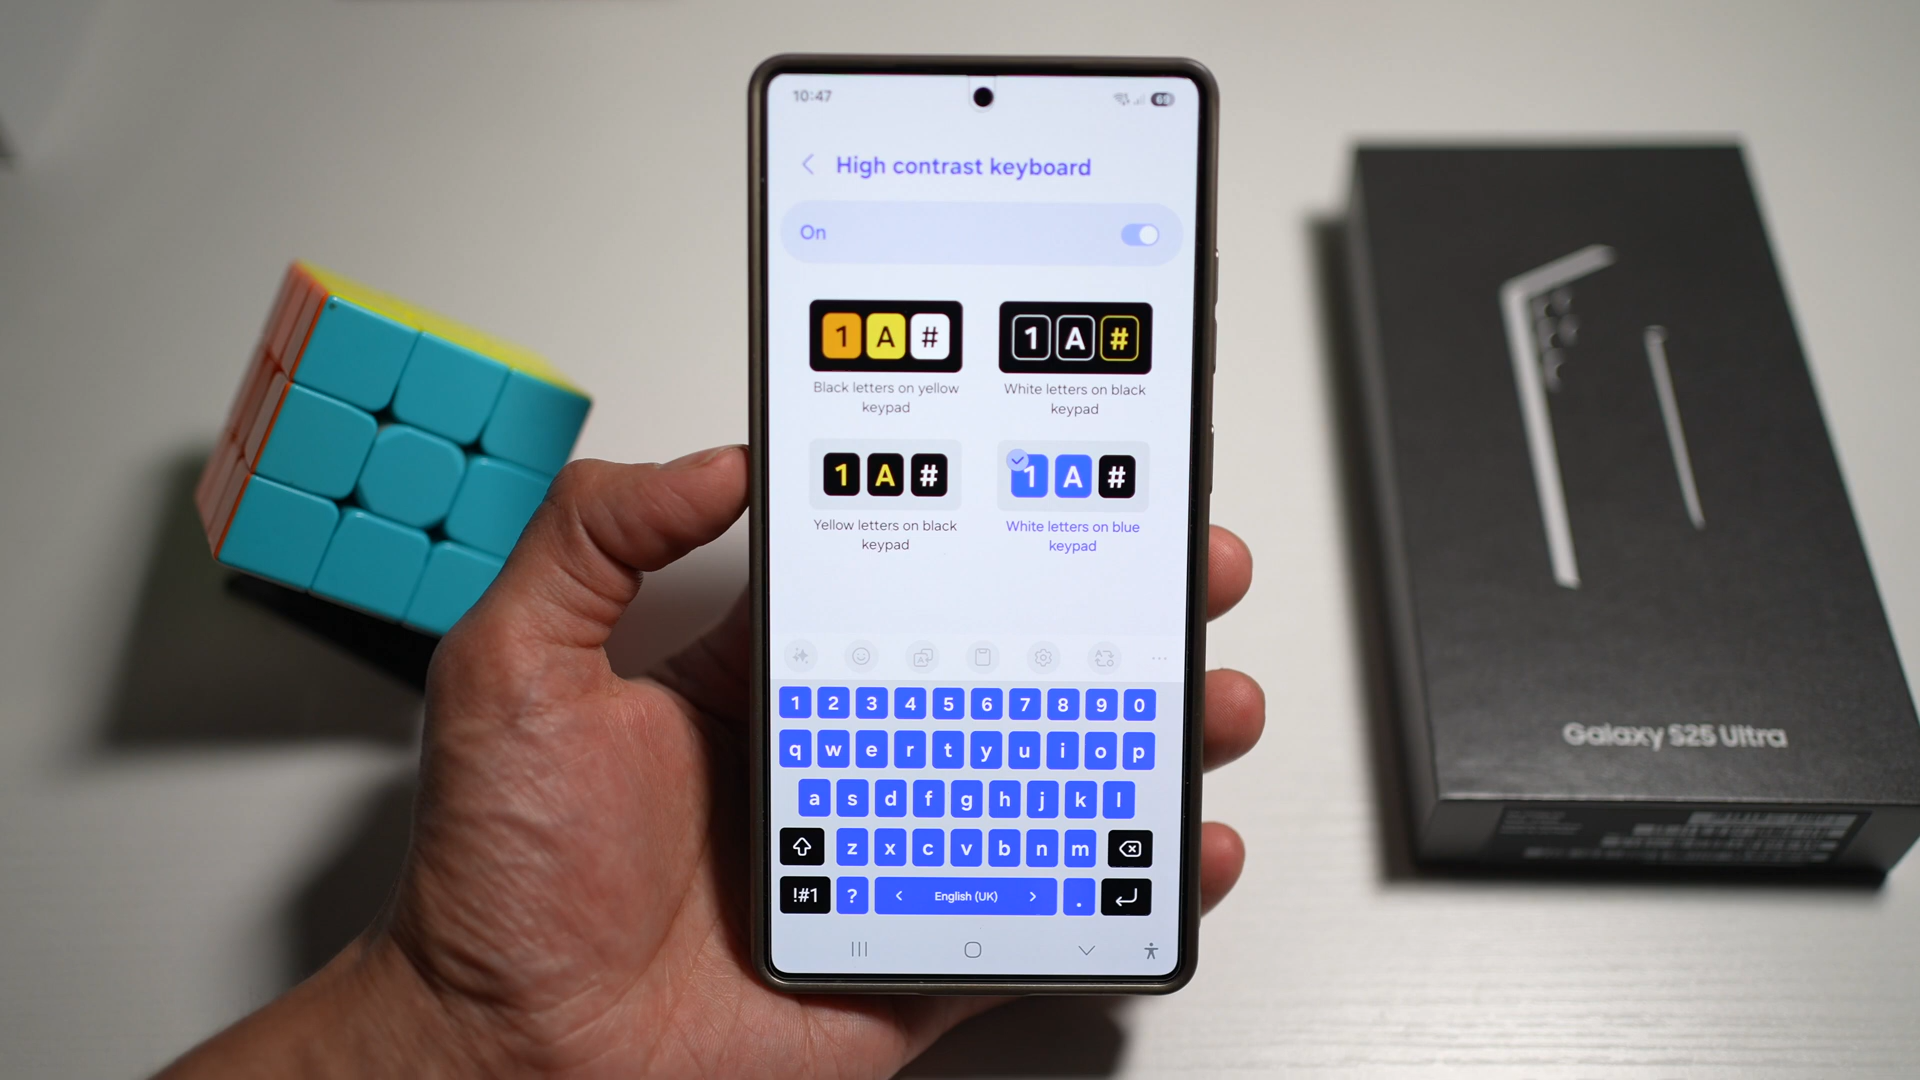 10:47
69
High contrast keyboard
On
1 A #
Black letters on yellow
keypad
1 A #
White letters on black
keypad
1 A #
Yellow letters on black
keypad
1 A #
White letters on blue
keypad
1 2 3 4 5 6 7 8 9 0
q w e r t y u i o p
a s d f g h j k l
z x c v b n m
!#1 ? < English (UK) > .
Galaxy S25 Ultra